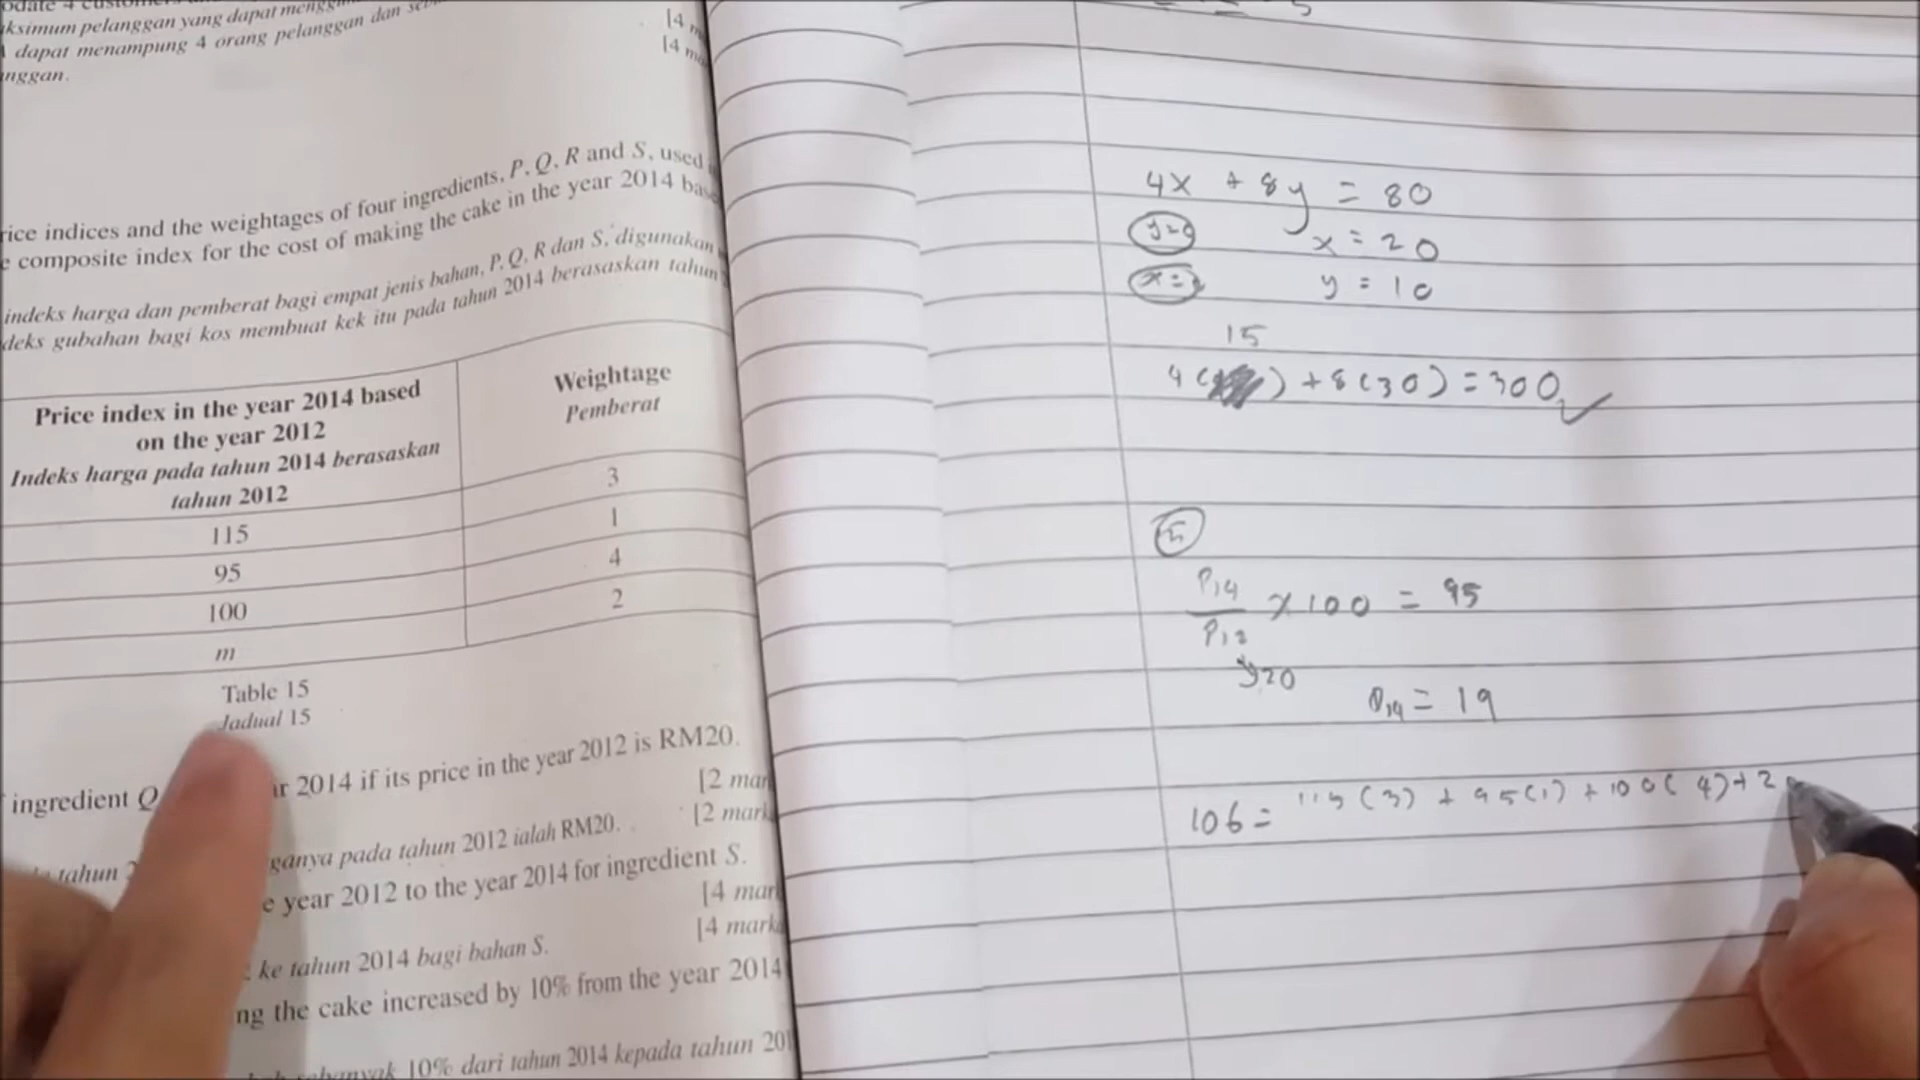 4 customers
ksimum pelanggan yang dapat
dapat menampung 4 orang pelanggan dan
nggan.
[4
[4
rice indices and the weightages of four ingredients, P, Q, R and S, used
composite index for the cost of making the cake in the year 2014
indeks harga dan pemberat bagi empat jenis bahan, P, Q, R dan S, digunakan
deks gubahan bagi kos membuat kek itu pada tahun 2014 berasaskan tahun
Price index in the year 2014 based
on the year 2012
Indeks harga pada tahun 2014 berasaskan
tahun 2012
Weightage
Pemberat
115
3
95
1
100
4
m
2
Table 15
Jadual 15
ingredient Q
2014 if its price in the year 2012 is RM20.
[2 mar
[2 mark
tahun
ganya pada tahun 2012 ialah RM20.
e year 2012 to the year 2014 for ingredient S.
[4 mar
[4 mark
ke tahun 2014 bagi bahan S.
ng the cake increased by 10% from the year 2014
10% dari tahun 2014 kepada tahun 20
4x + 8y = 80
y=0 x = 20
x= y = 10
15
4( ) + 8(30) = 300
5
P14
× 100 = 95
P12
20
Q14 = 19
106 = 115(3) + 95(1) + 100(4) + 2